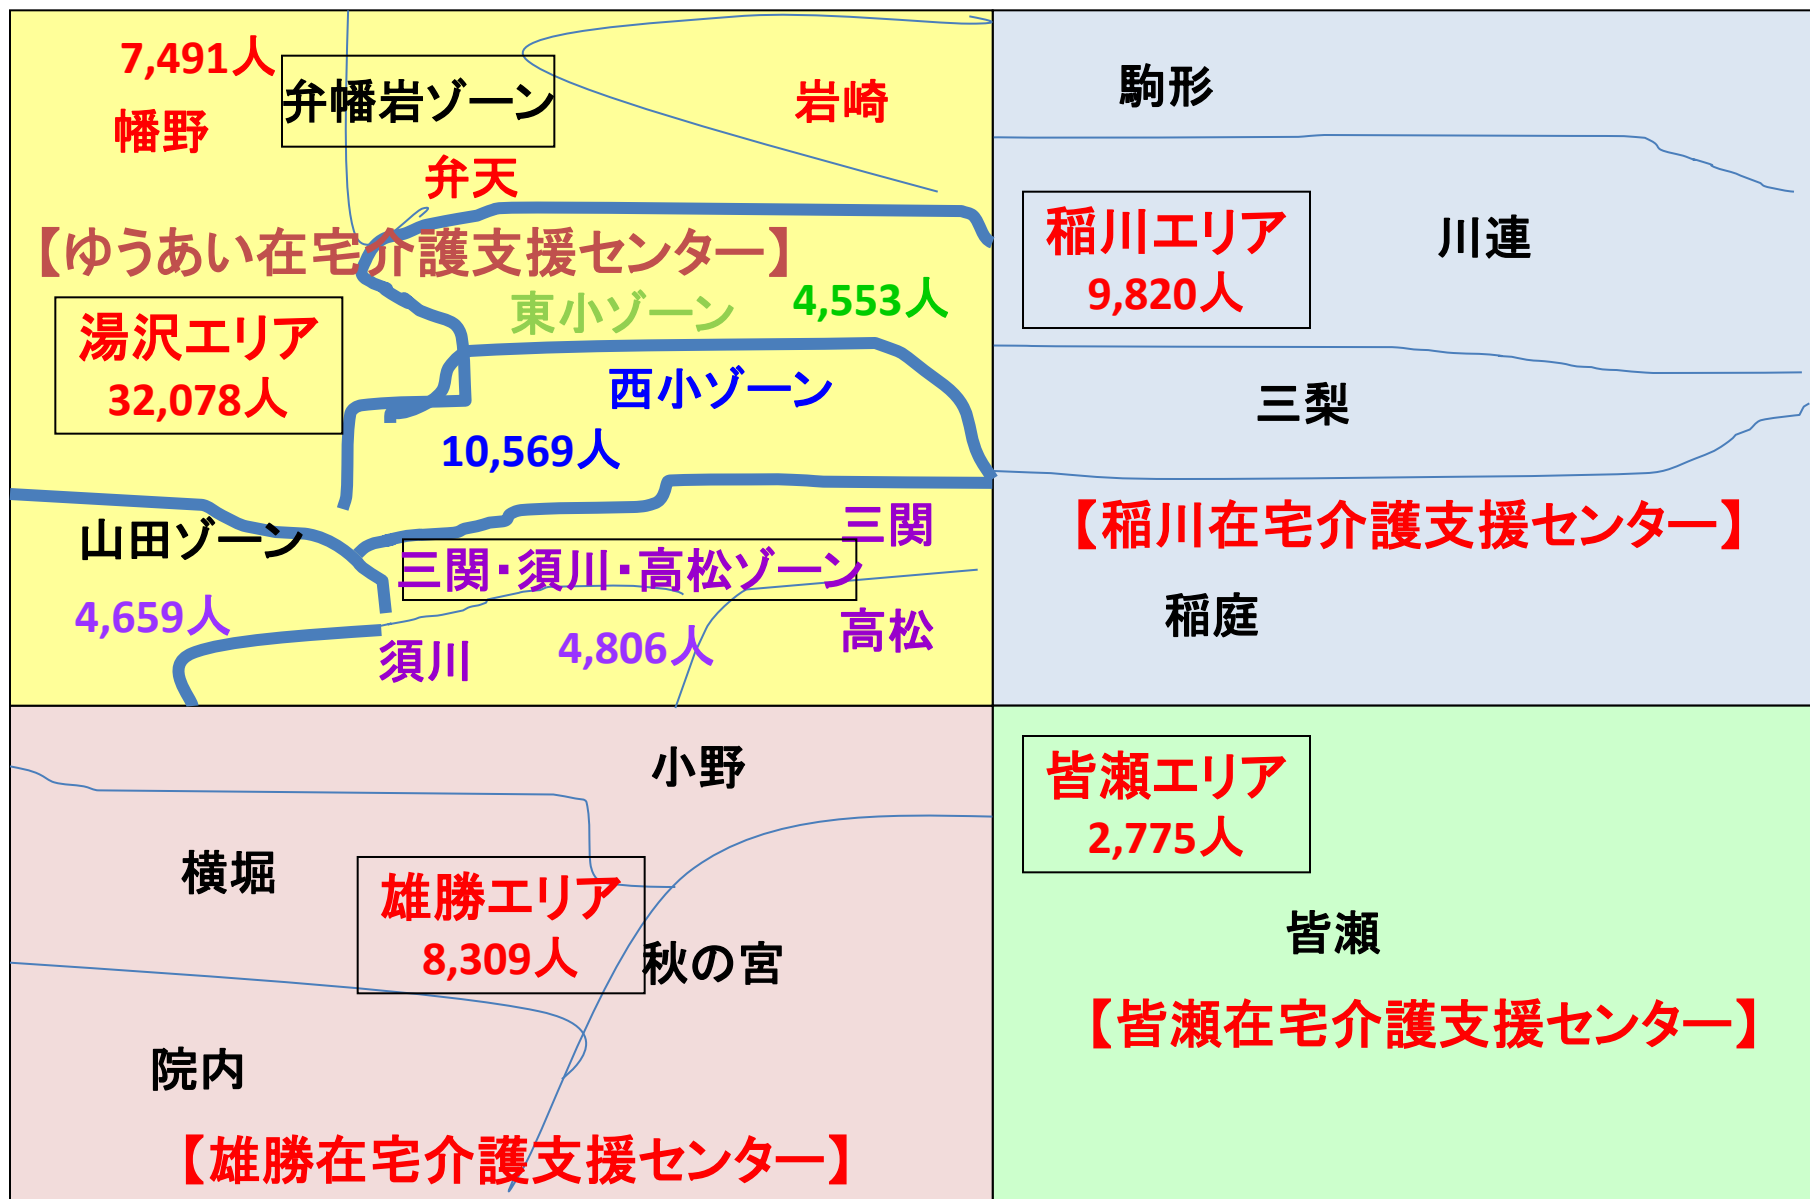 7,491人
弁幡岩ゾーン
幡野
岩崎
弁天
【ゆうあい在宅介護支援センター】
東小ゾーン
4,553人
湯沢エリア
32,078人
西小ゾーン
10,569人
山田ゾーン
4,659人
三関
三関・須川・高松ゾーン
高松
須川
4,806人
駒形
稲川エリア
9,820人
川連
三梨
【稲川在宅介護支援センター】
稲庭
小野
横堀
雄勝エリア
8,309人
秋の宮
院内
【雄勝在宅介護支援センター】
皆瀬エリア
2,775人
皆瀬
【皆瀬在宅介護支援センター】